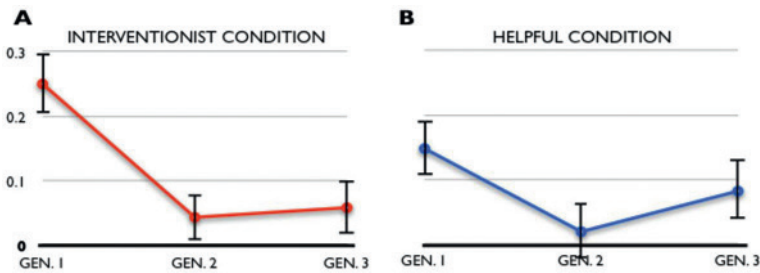 A
INTERVENTIONIST CONDITION
0.3
0.2
0.1
0
GEN. 1
GEN. 2
GEN. 3
B
HELPFUL CONDITION
GEN. 1
GEN. 2
GEN. 3